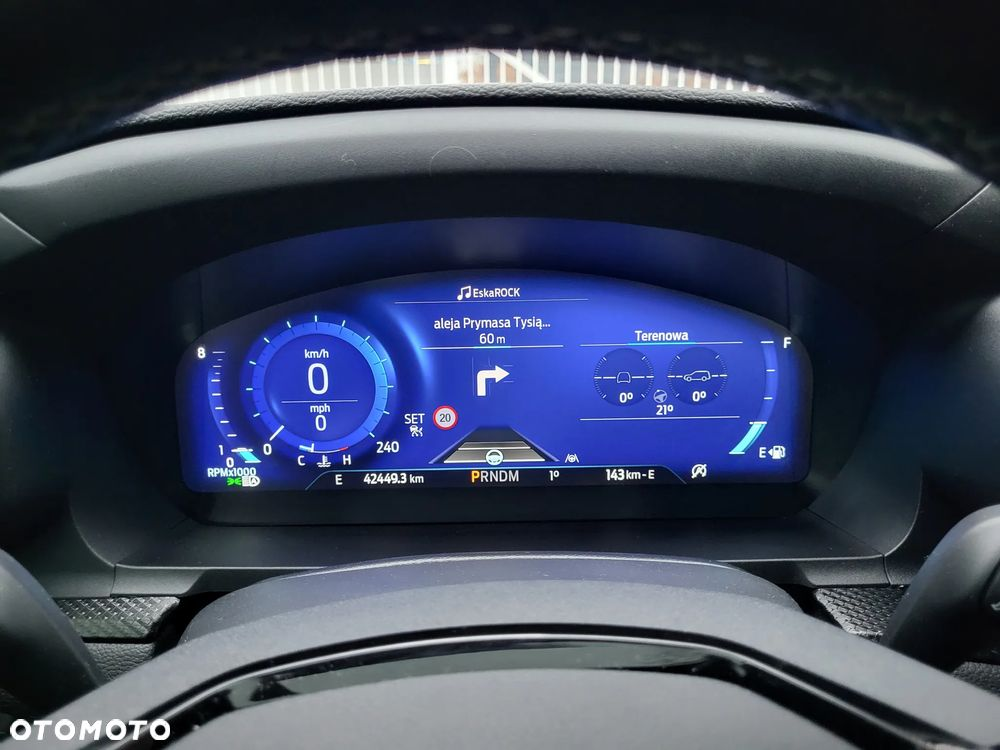 EskaROCK
aleja Prymasa Tysią...
60 m
Terenowa
8
km/h
0
mph
0
0
240
C
H
SET
20
0°
0°
21°
F
E
1
0
RPMx1000
E
42449.3 km
PRNDM
1°
143 km - E
OTOMOTO